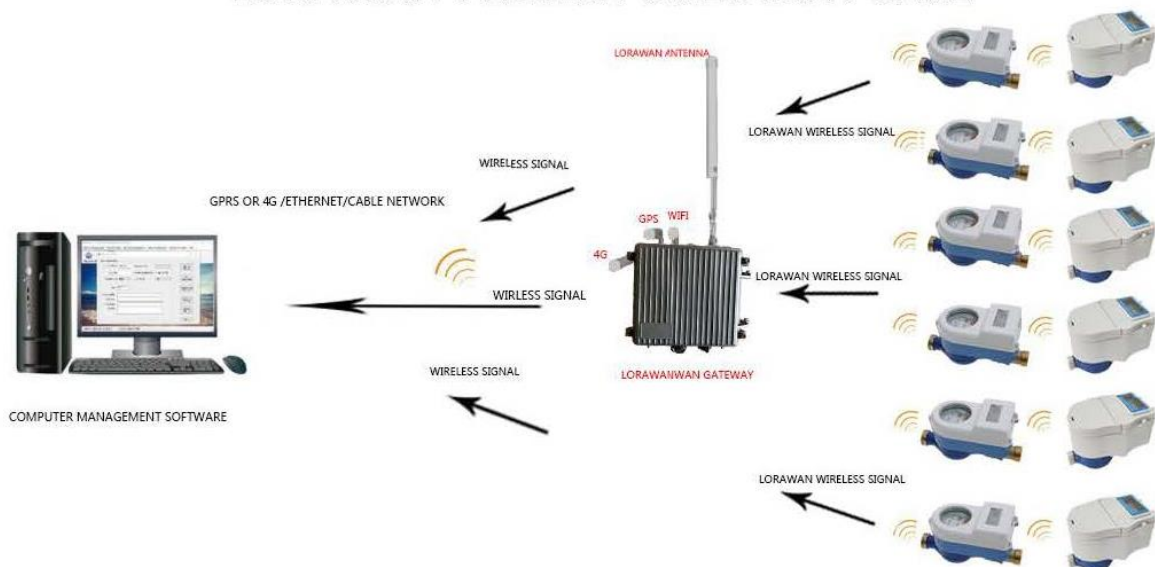 LORAWAN ANTENNA
LORAWAN WIRELESS SIGNAL
WIRELESS SIGNAL
GPRS OR 4G /ETHERNET/CABLE NETWORK
GPS
WIFI
4G
LORAWAN WIRELESS SIGNAL
WIRLESS SIGNAL
WIRELESS SIGNAL
LORAWANWAN GATEWAY
COMPUTER MANAGEMENT SOFTWARE
LORAWAN WIRELESS SIGNAL